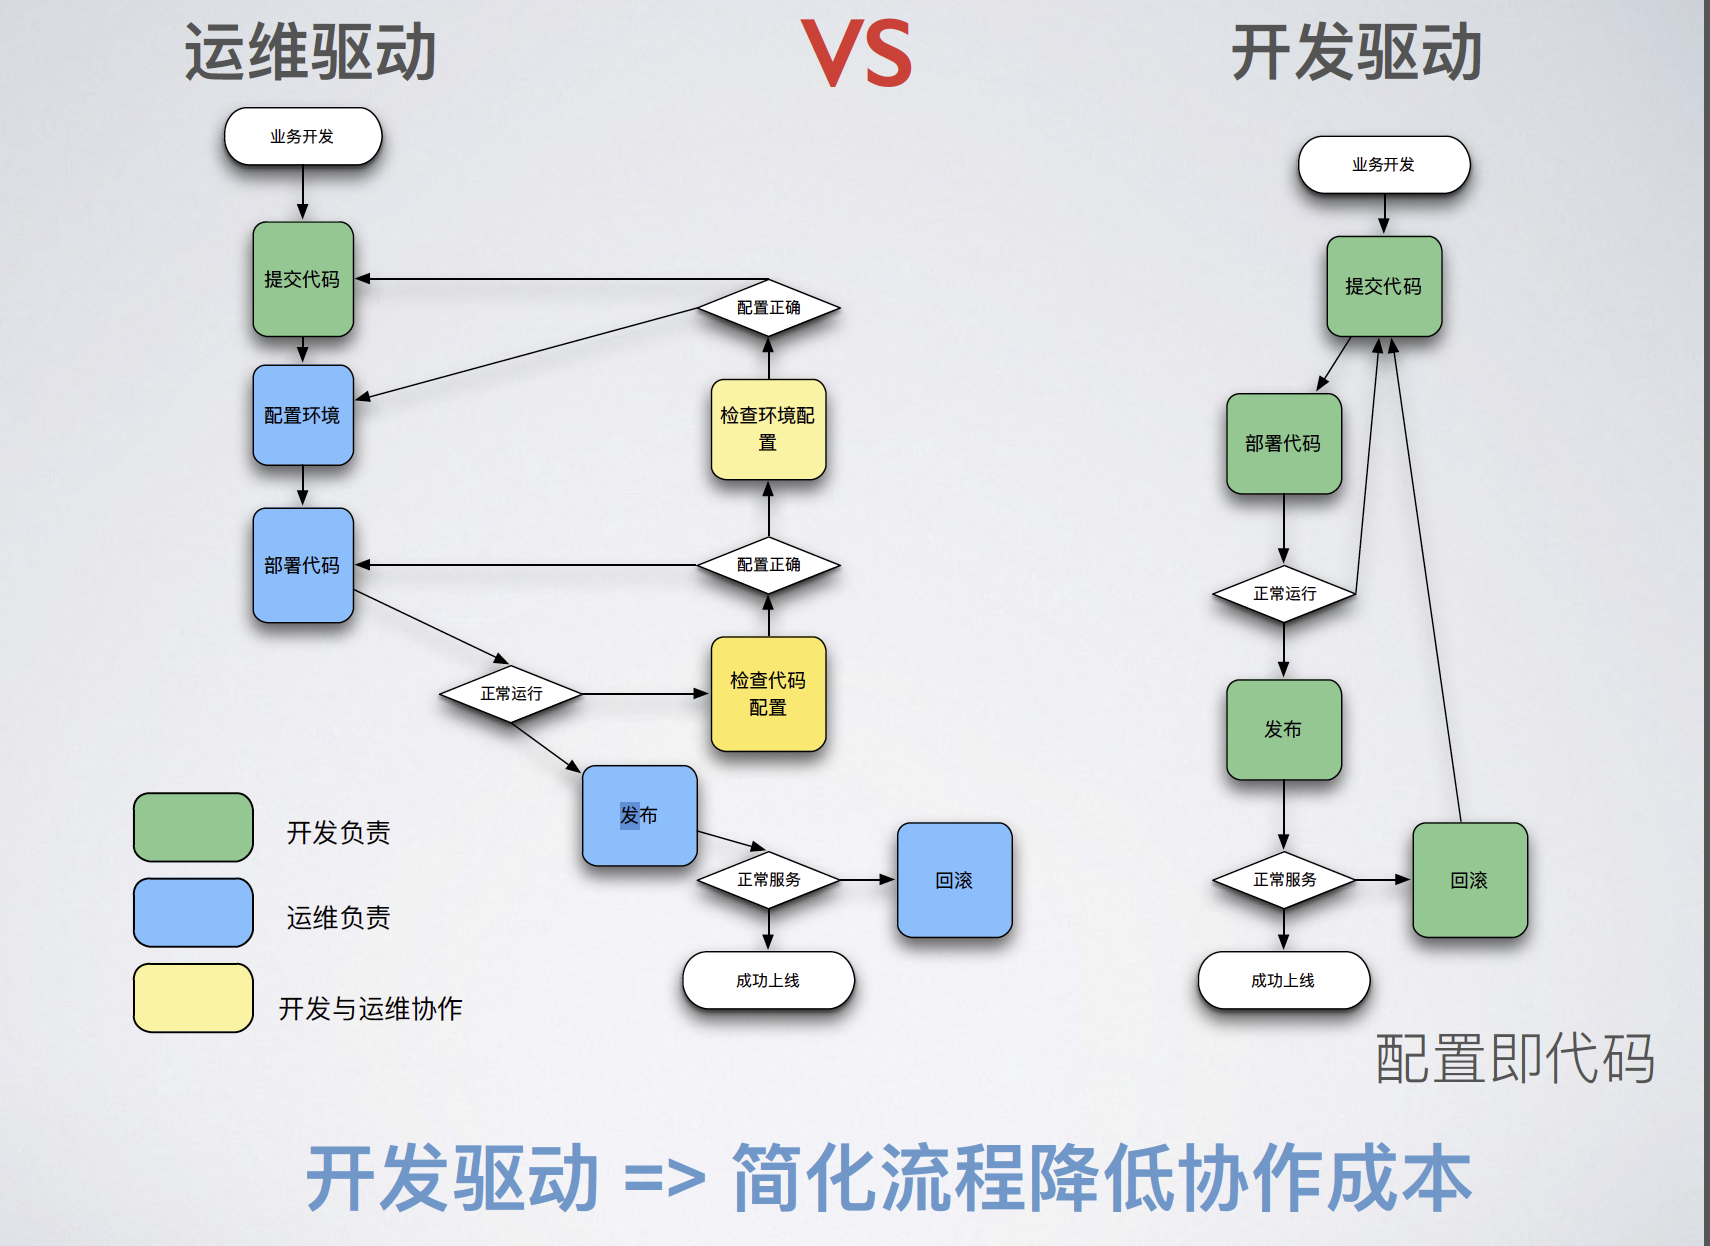 运维驱动
VS
开发驱动
业务开发
提交代码
配置环境
部署代码
配置正确
检查环境配
置
配置正确
检查代码
配置
正常运行
发布
正常服务
回滚
成功上线
开发负责
运维负责
开发与运维协作
业务开发
提交代码
部署代码
正常运行
发布
正常服务
回滚
成功上线
配置即代码
开发驱动 => 简化流程降低协作成本